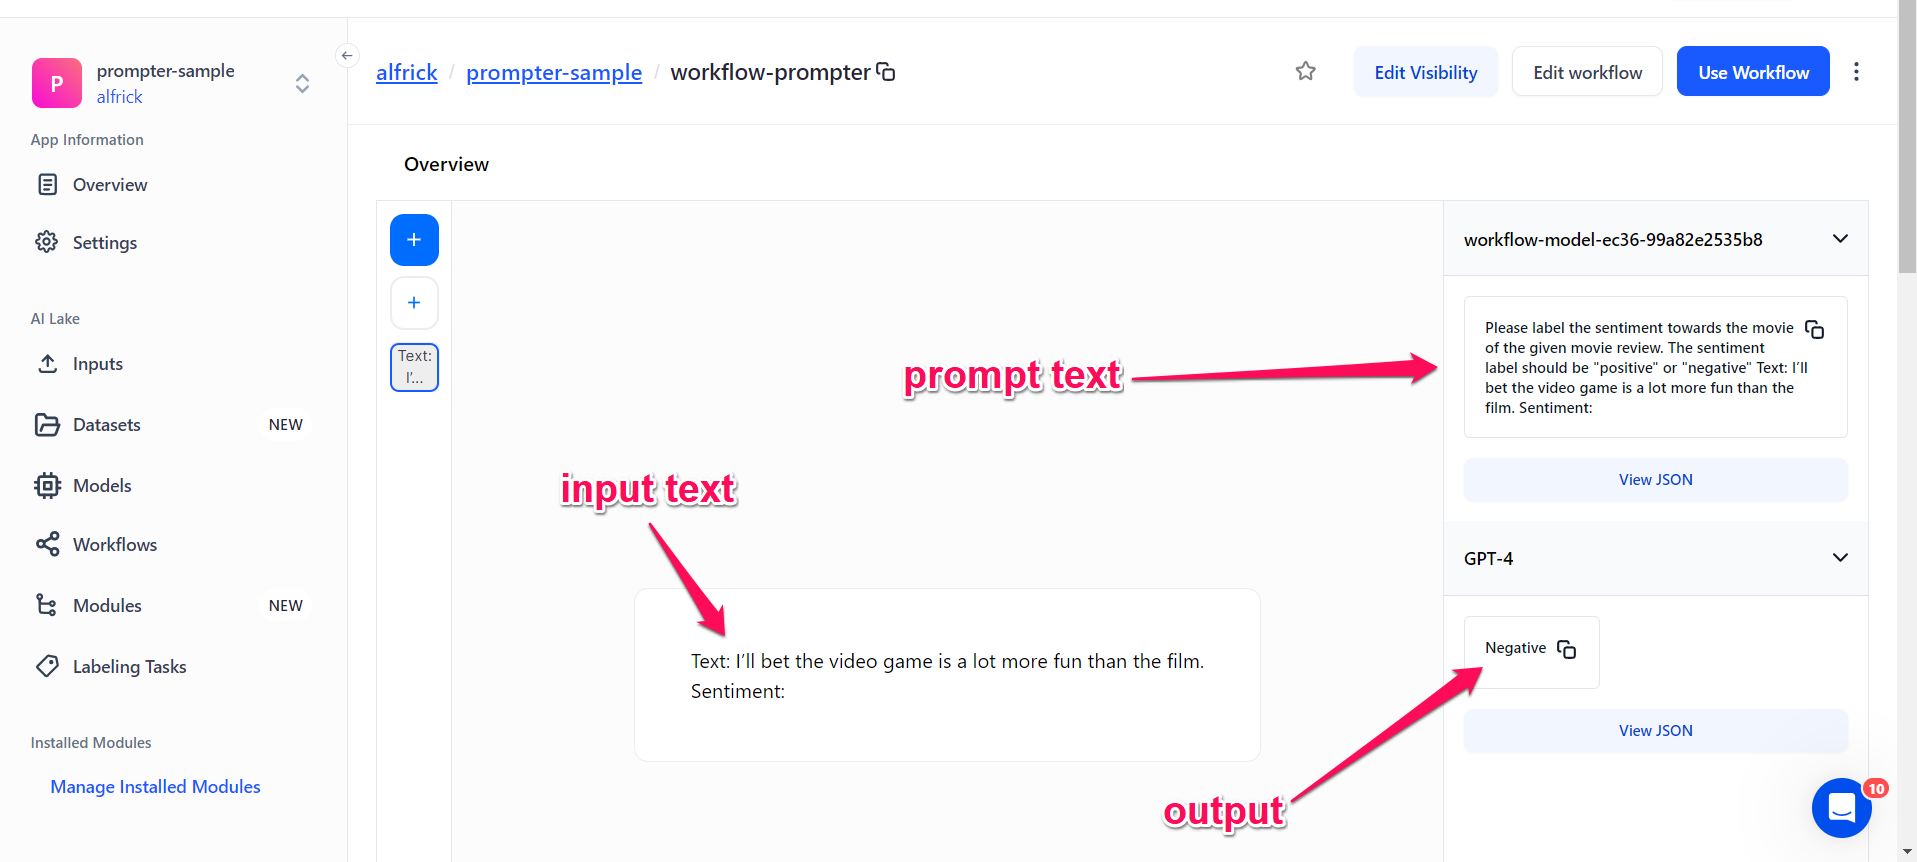 P
prompter-sample
alfrick
App Information
Overview
Settings
AI Lake
Inputs
Datasets NEW
Models
Workflows
Modules NEW
Labeling Tasks
Installed Modules
Manage Installed Modules
alfrick / prompter-sample / workflow-prompter
Edit Visibility
Edit workflow
Use Workflow
Overview
Text:
I’...
input text
Text: I’ll bet the video game is a lot more fun than the film.
Sentiment:
prompt text
output
workflow-model-ec36-99a82e2535b8
Please label the sentiment towards the movie
of the given movie review. The sentiment
label should be "positive" or "negative" Text: I’ll
bet the video game is a lot more fun than the
film. Sentiment:
View JSON
GPT-4
Negative
View JSON
10